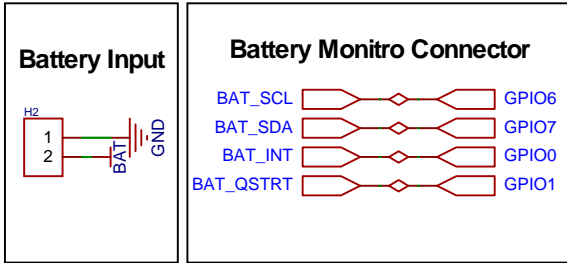 Battery Input
H2
1
2
GND
BAT
Battery Monitro Connector
BAT_SCL GPIO6
BAT_SDA GPIO7
BAT_INT GPIO0
BAT_QSTRT GPIO1